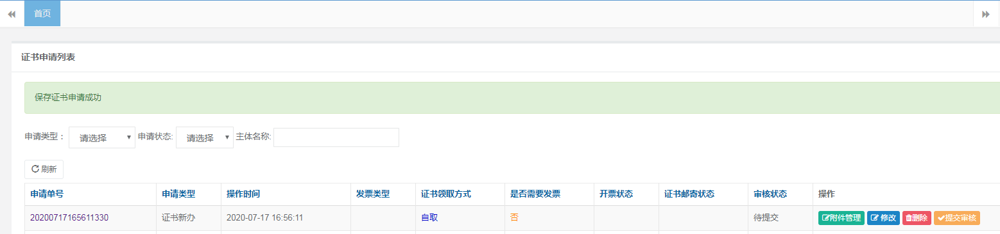 首页
证书申请列表
保存证书申请成功
申请类型： 请选择 申请状态: 请选择 主体名称:
刷新
申请单号 申请类型 操作时间 发票类型 证书领取方式 是否需要发票 开票状态 证书邮寄状态 审核状态 操作
20200717165611330 证书新办 2020-07-17 16:56:11 自取 否 待提交 附件管理 修改 删除 提交审核